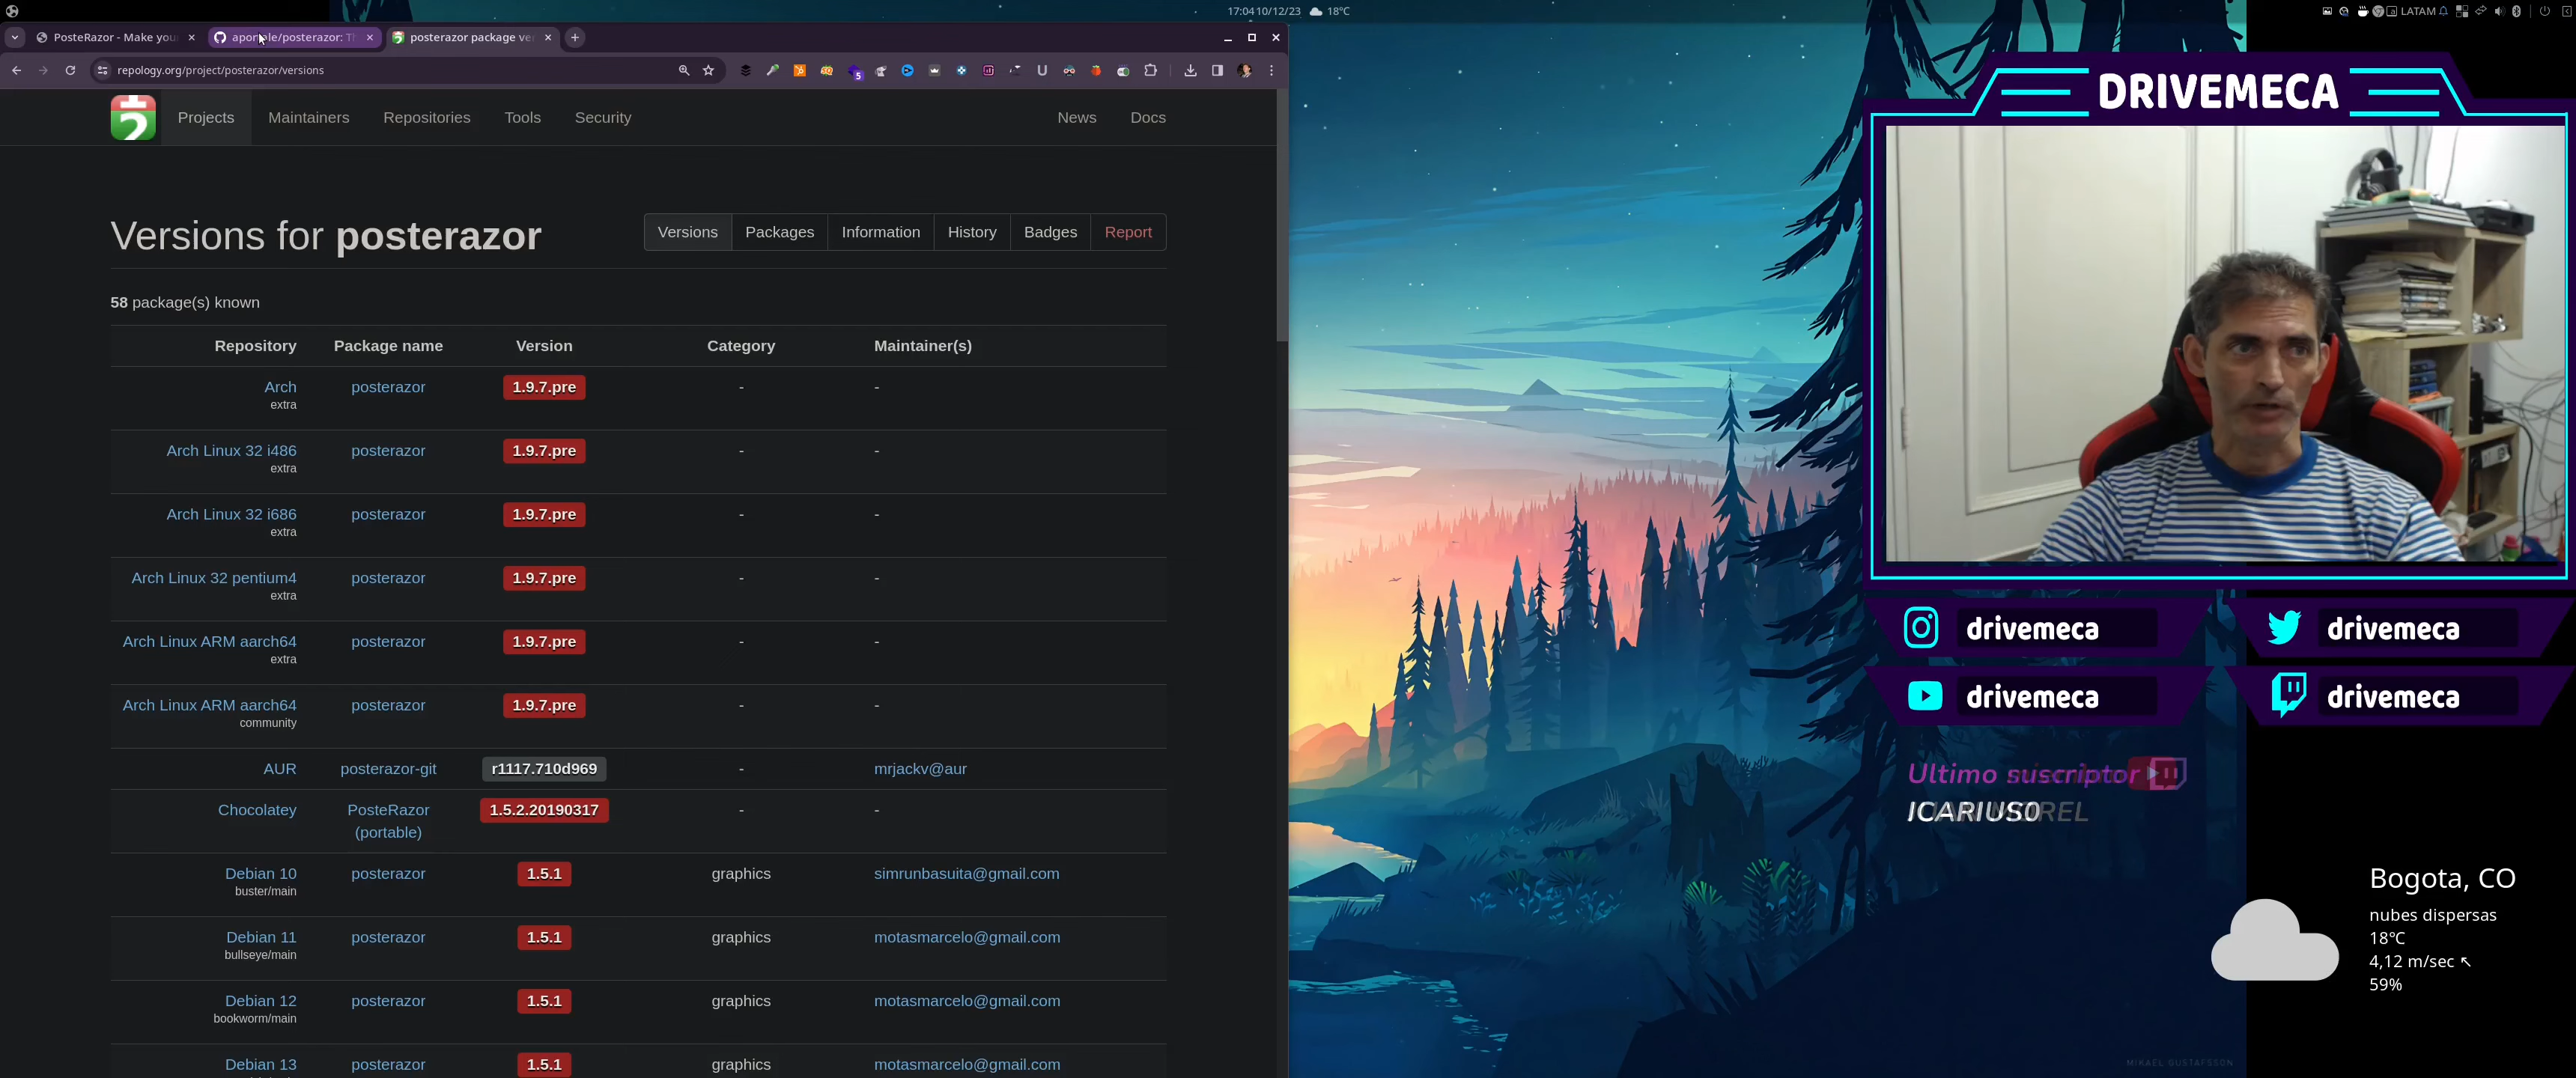 17:04 10/12/23 18°C
LATAM
PosteRazor - Make you
aportele/posterazor: Th
posterazor package ve
repology.org/project/posterazor/versions
5
Projects Maintainers Repositories Tools Security News Docs
Versions for posterazor
Versions Packages Information History Badges Report
58 package(s) known
Repository Package name Version Category Maintainer(s)
Arch posterazor 1.9.7.pre - -
extra
Arch Linux 32 i486 posterazor 1.9.7.pre - -
extra
Arch Linux 32 i686 posterazor 1.9.7.pre - -
extra
Arch Linux 32 pentium4 posterazor 1.9.7.pre - -
extra
Arch Linux ARM aarch64 posterazor 1.9.7.pre - -
extra
Arch Linux ARM aarch64 posterazor 1.9.7.pre - -
community
AUR posterazor-git r1117.710d969 - mrjackv@aur
Chocolatey PosteRazor 1.5.2.20190317 - -
(portable)
Debian 10 posterazor 1.5.1 graphics simrunbasuita@gmail.com
buster/main
Debian 11 posterazor 1.5.1 graphics motasmarcelo@gmail.com
bullseye/main
Debian 12 posterazor 1.5.1 graphics motasmarcelo@gmail.com
bookworm/main
Debian 13 posterazor 1.5.1 graphics motasmarcelo@gmail.com
DRIVEMECA
drivemeca drivemeca
drivemeca drivemeca
Ultimo suscriptor
ICARIUS0
Bogota, CO
nubes dispersas
18°C
4,12 m/sec ↖
59%
MIKAEL GUSTAFSSON